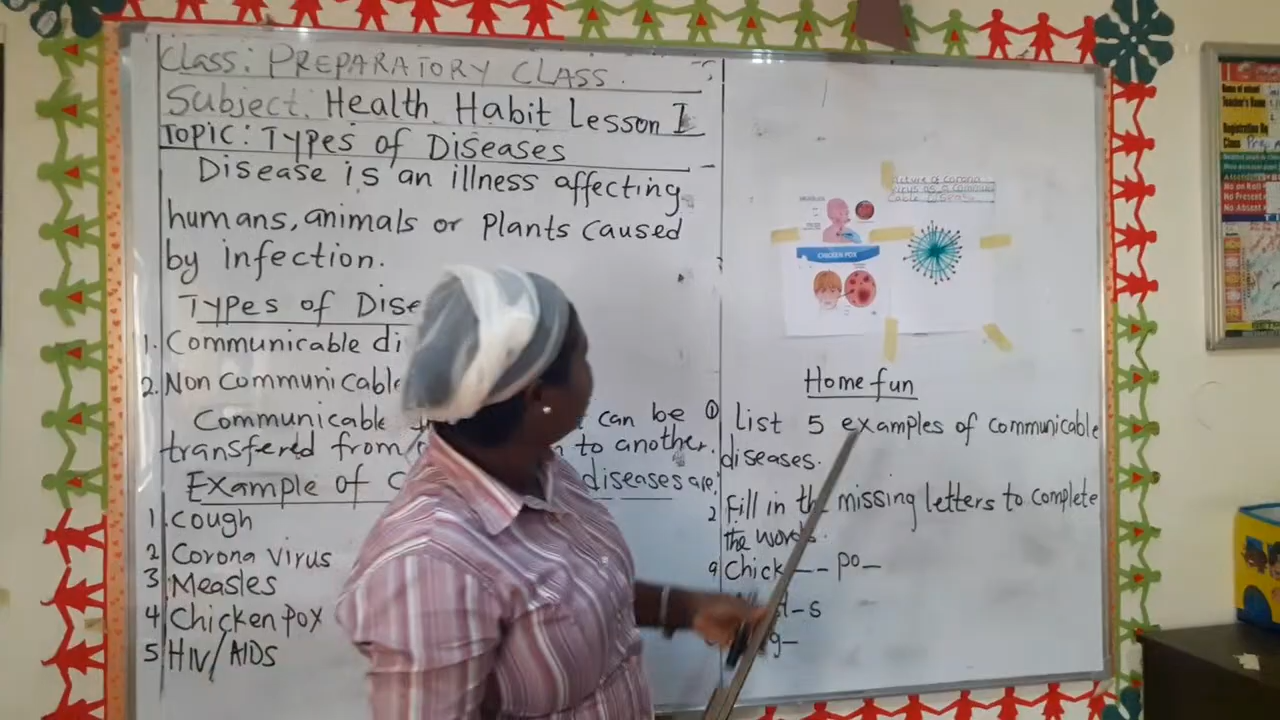 Class: PREPARATORY CLASS.
Subject: Health Habit Lesson I
Topic: Types of Diseases
Disease is an illness affecting
humans, animals or Plants caused
by infection.
Types of Dise
1. Communicable di
2. Non Communicable
Communicable can be
transfered from to another.
Example of C diseases are:
1. Cough
2 Corona virus
3 Measles
4 Chicken pox
5 HIV/AIDS
CHICKEN POX
Home fun
① List 5 examples of communicable
diseases.
2 Fill in the missing letters to complete
the words.
a Chick-- po-
-s
g-